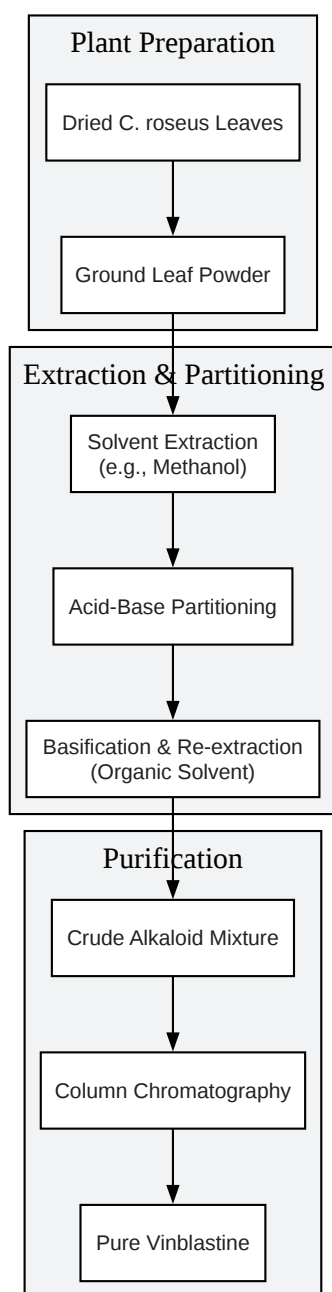 Plant Preparation
Dried C. roseus Leaves
Ground Leaf Powder
Extraction & Partitioning
Solvent Extraction
(e.g., Methanol)
Acid-Base Partitioning
Basification & Re-extraction
(Organic Solvent)
Purification
Crude Alkaloid Mixture
Column Chromatography
Pure Vinblastine